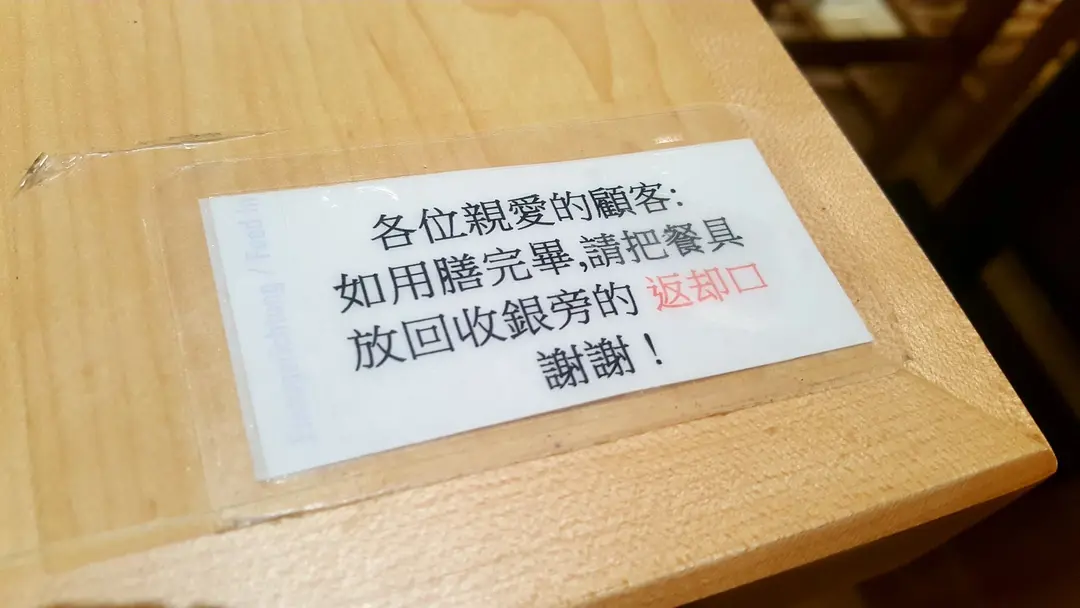 各位親愛的顧客:
如用膳完畢,請把餐具
放回收銀旁的 返却口
謝謝！